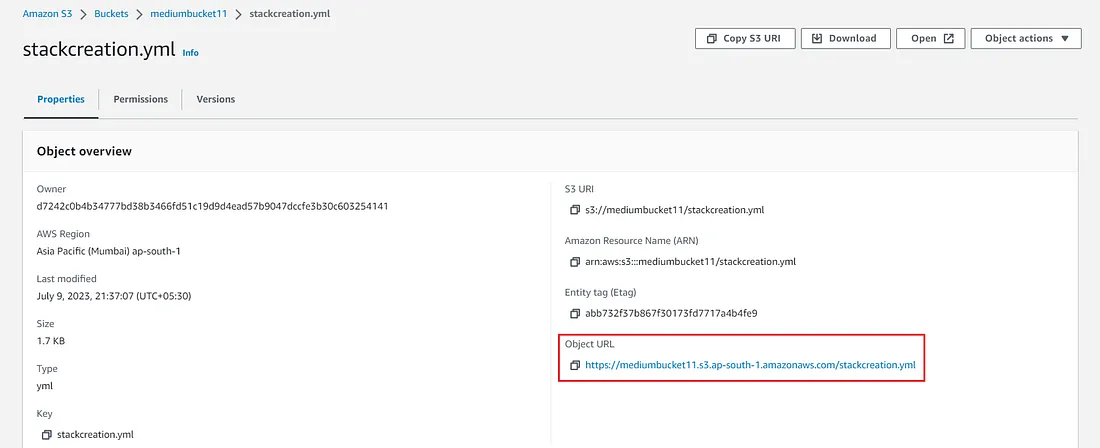 Amazon S3 > Buckets > mediumbucket11 > stackcreation.yml
stackcreation.yml Info
Copy S3 URI
Download
Open
Object actions ▼
Properties
Permissions
Versions
Object overview
Owner
d7242c0b4b34777bd38b3466fd51c19d9d4ead57b9047dccfe3b30c603254141
AWS Region
Asia Pacific (Mumbai) ap-south-1
Last modified
July 9, 2023, 21:37:07 (UTC+05:30)
Size
1.7 KB
Type
yml
Key
stackcreation.yml
S3 URI
s3://mediumbucket11/stackcreation.yml
Amazon Resource Name (ARN)
arn:aws:s3:::mediumbucket11/stackcreation.yml
Entity tag (Etag)
abb732f37b867f30173fd7717a4b4fe9
Object URL
https://mediumbucket11.s3.ap-south-1.amazonaws.com/stackcreation.yml